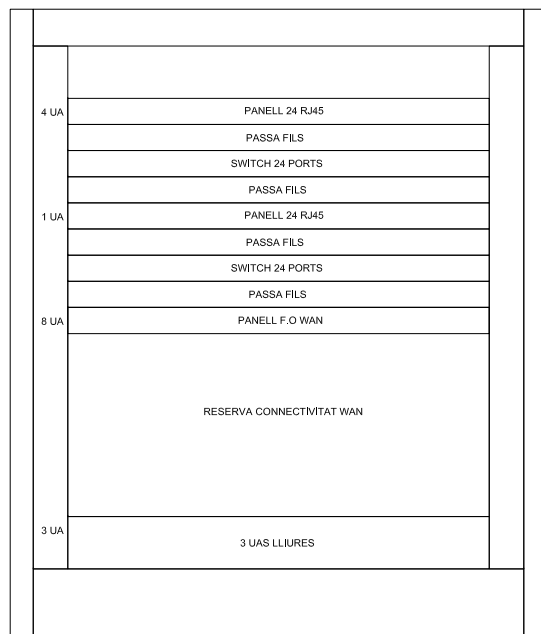 4 UA PANELL 24 RJ45
PASSA FILS
SWITCH 24 PORTS
PASSA FILS
1 UA PANELL 24 RJ45
PASSA FILS
SWITCH 24 PORTS
PASSA FILS
8 UA PANELL F.O WAN
RESERVA CONNECTIVITAT WAN
3 UA
3 UAS LLIURES